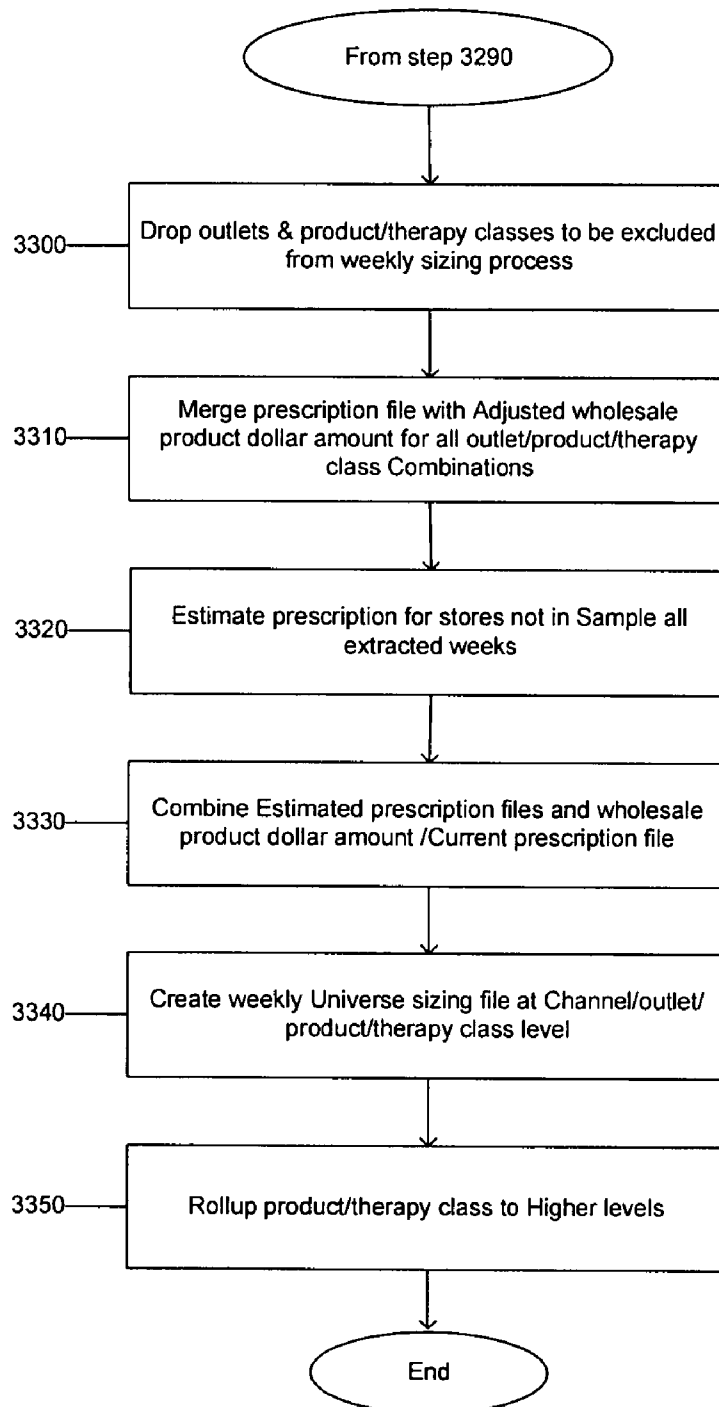 From step 3290
3300
Drop outlets & product/therapy classes to be excluded
from weekly sizing process
3310
Merge prescription file with Adjusted wholesale
product dollar amount for all outlet/product/therapy
class Combinations
3320
Estimate prescription for stores not in Sample all
extracted weeks
3330
Combine Estimated prescription files and wholesale
product dollar amount /Current prescription file
3340
Create weekly Universe sizing file at Channel/outlet/
product/therapy class level
3350
Rollup product/therapy class to Higher levels
End